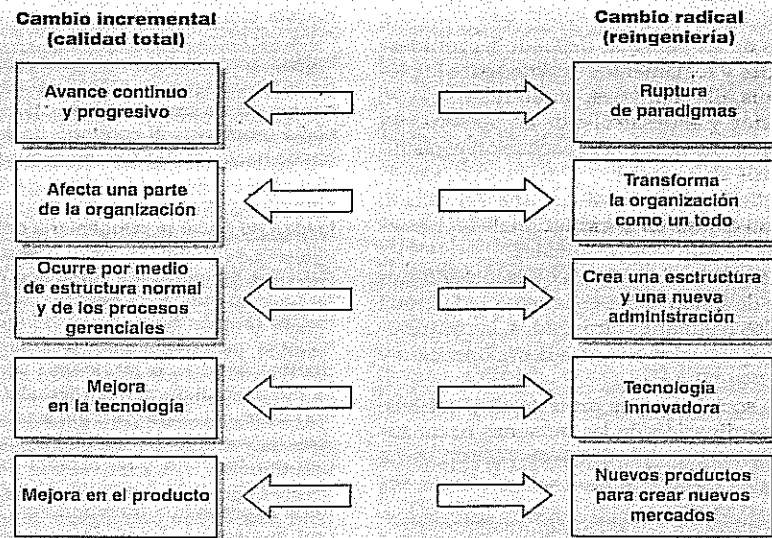 Cambio incremental
(calidad total)
Cambio radical
(reingeniería)
Avance continuo
y progresivo
Ruptura
de paradigmas
Afecta una parte
de la organización
Transforma
la organización
como un todo
Ocurre por medio
de estructura normal
y de los procesos
gerenciales
Crea una esctructura
y una nueva
administración
Mejora
en la tecnología
Tecnología
innovadora
Mejora en el producto
Nuevos productos
para crear nuevos
mercados